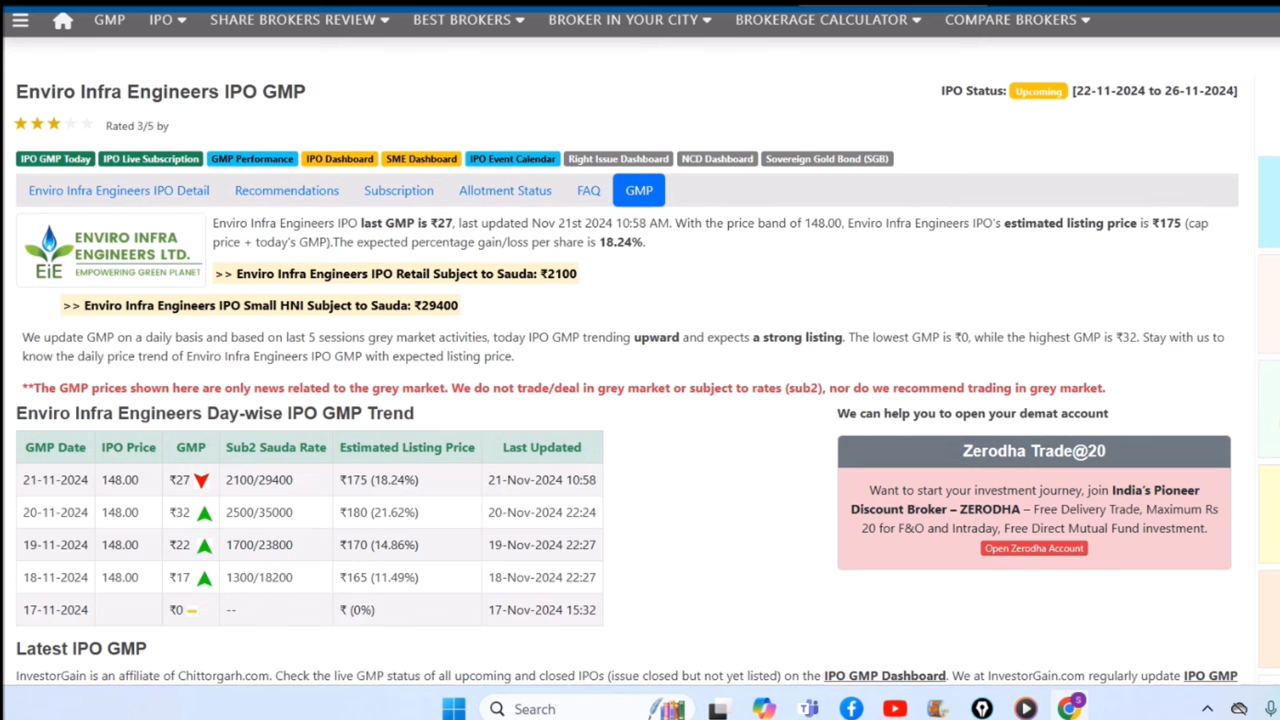 GMP IPO SHARE BROKERS REVIEW BEST BROKERS BROKER IN YOUR CITY BROKERAGE CALCULATOR COMPARE BROKERS
Enviro Infra Engineers IPO GMP
IPO Status: Upcoming [22-11-2024 to 26-11-2024]
Rated 3/5 by
IPO GMP Today IPO Live Subscription GMP Performance IPO Dashboard SME Dashboard IPO Event Calendar Right Issue Dashboard NCD Dashboard Sovereign Gold Bond (SGB)
Enviro Infra Engineers IPO Detail Recommendations Subscription Allotment Status FAQ GMP
ENVIRO INFRA
ENGINEERS LTD.
EiE EMPOWERING GREEN PLANET
Enviro Infra Engineers IPO last GMP is ₹27, last updated Nov 21st 2024 10:58 AM. With the price band of 148.00, Enviro Infra Engineers IPO's estimated listing price is ₹175 (cap
price + today's GMP).The expected percentage gain/loss per share is 18.24%.
>> Enviro Infra Engineers IPO Retail Subject to Sauda: ₹2100
>> Enviro Infra Engineers IPO Small HNI Subject to Sauda: ₹29400
We update GMP on a daily basis and based on last 5 sessions grey market activities, today IPO GMP trending upward and expects a strong listing. The lowest GMP is ₹0, while the highest GMP is ₹32. Stay with us to
know the daily price trend of Enviro Infra Engineers IPO GMP with expected listing price.
**The GMP prices shown here are only news related to the grey market. We do not trade/deal in grey market or subject to rates (sub2), nor do we recommend trading in grey market.
Enviro Infra Engineers Day-wise IPO GMP Trend
GMP Date IPO Price GMP Sub2 Sauda Rate Estimated Listing Price Last Updated
21-11-2024 148.00 ₹27 2100/29400 ₹175 (18.24%) 21-Nov-2024 10:58
20-11-2024 148.00 ₹32 2500/35000 ₹180 (21.62%) 20-Nov-2024 22:24
19-11-2024 148.00 ₹22 1700/23800 ₹170 (14.86%) 19-Nov-2024 22:27
18-11-2024 148.00 ₹17 1300/18200 ₹165 (11.49%) 18-Nov-2024 22:27
17-11-2024 ₹0 -- ₹ (0%) 17-Nov-2024 15:32
We can help you to open your demat account
Zerodha Trade@20
Want to start your investment journey, join India's Pioneer
Discount Broker – ZERODHA – Free Delivery Trade, Maximum Rs
20 for F&O and Intraday, Free Direct Mutual Fund investment.
Open Zerodha Account
Latest IPO GMP
InvestorGain is an affiliate of Chittorgarh.com. Check the live GMP status of all upcoming and closed IPOs (issue closed but not yet listed) on the IPO GMP Dashboard. We at InvestorGain.com regularly update IPO GMP
Search
S